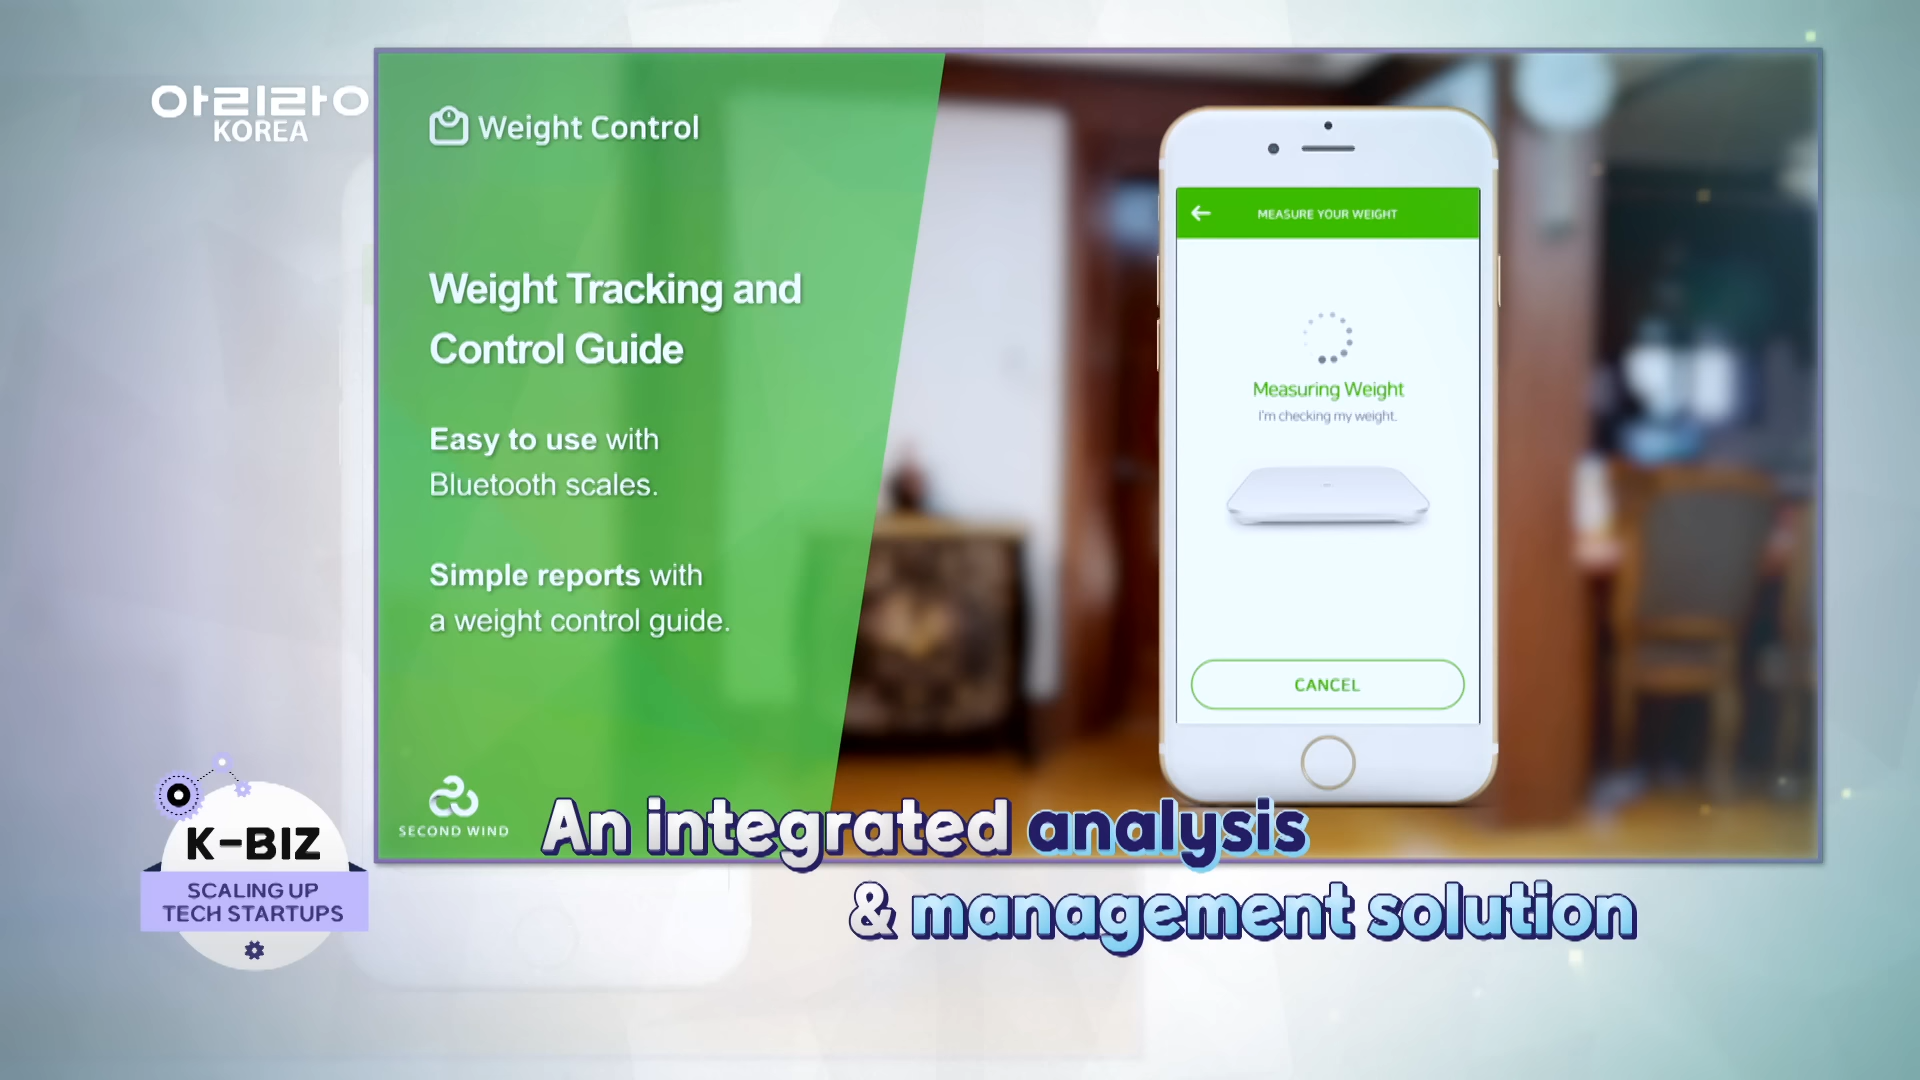 아리랑
KOREA
Weight Control
Weight Tracking and
Control Guide
Easy to use with
Bluetooth scales.
Simple reports with
a weight control guide.
SECOND WIND
MEASURE YOUR WEIGHT
Measuring Weight
I'm checking my weight.
CANCEL
K-BIZ
SCALING UP
TECH STARTUPS
An integrated analysis
& management solution